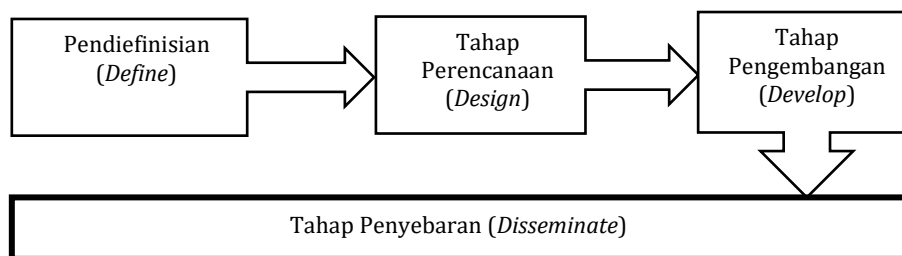 Pendiefinisian
(Define)
Tahap
Perencanaan
(Design)
Tahap
Pengembangan
(Develop)
Tahap Penyebaran (Disseminate)